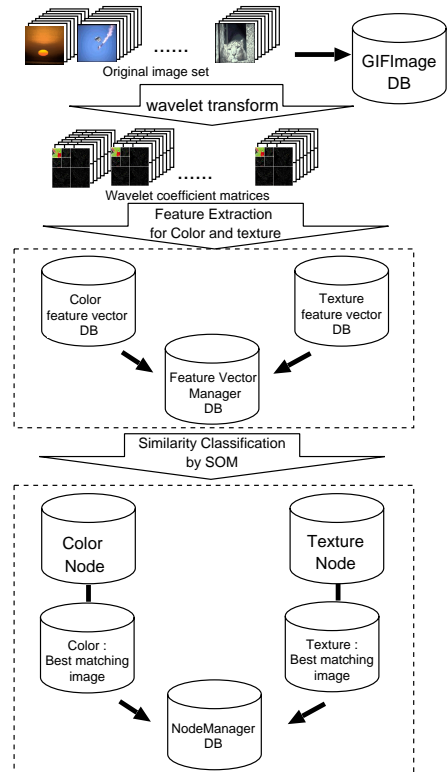 ......
Original image set
GIFImage
DB
wavelet transform
......
Wavelet coefficient matrices
Feature Extraction
for Color and texture
Color
feature vector
DB
Texture
feature vector
DB
Feature Vector
Manager
DB
Similarity Classification
by SOM
Color
Node
Texture
Node
Color :
Best matching
image
Texture :
Best matching
image
NodeManager
DB